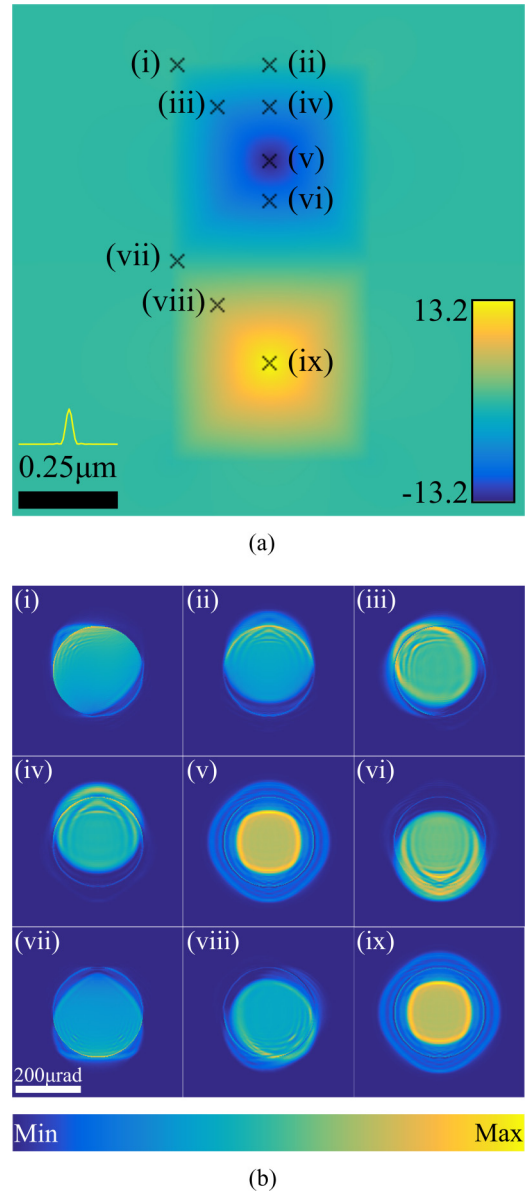 (i) (ii)
(iii) (iv)
(v)
(vi)
(vii)
(viii)
13.2
(ix)
0.25μm
-13.2
(a)
(i) (ii) (iii)
(iv) (v) (vi)
(vii) (viii) (ix)
200μrad
Min Max
(b)